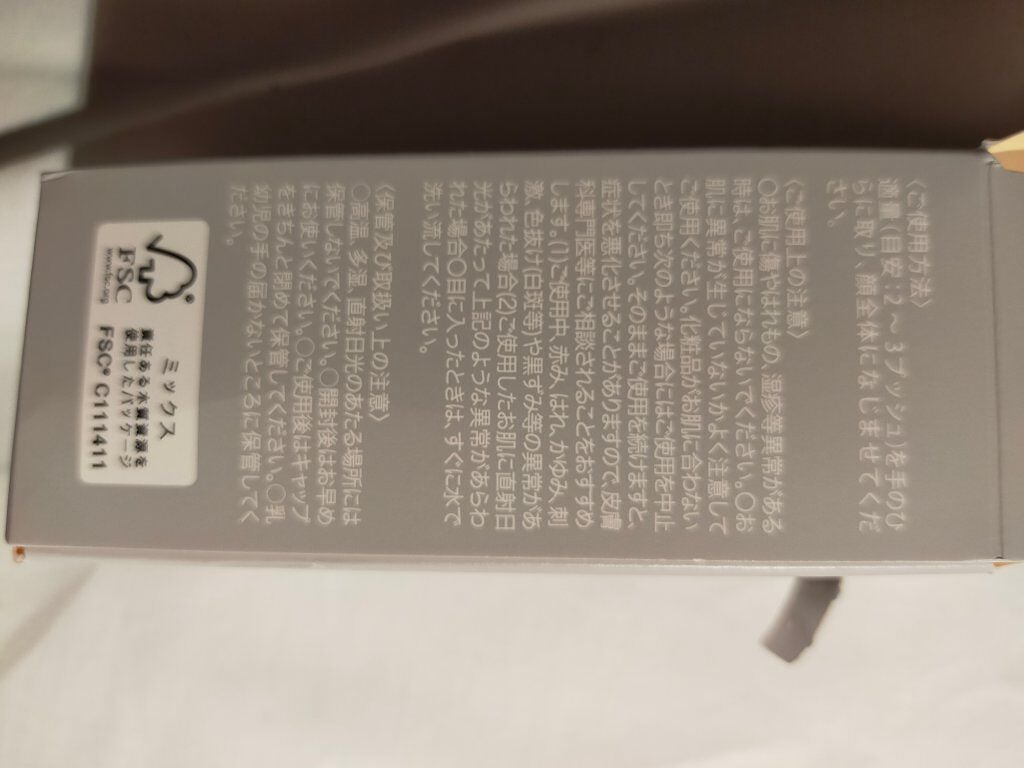 〈ご使用方法〉
適量(目安:2～3プッシュ)を手のひ
らに取り、顔全体になじませてくだ
さい。
〈ご使用上の注意〉
○お肌に傷やはれもの、湿疹等異常がある
時は、ご使用にならないでください。○お
肌に異常が生じていないかよく注意して
ご使用ください。化粧品がお肌に合わない
とき即ち次のような場合にはご使用を中止
してください。そのままご使用を続けますと、
症状を悪化させることがありますので、皮膚
科専門医等にご相談されることをおすすめ
します。(1)ご使用中、赤み、はれ、かゆみ、刺
激、色抜け(白斑等)や黒ずみ等の異常があ
らわれた場合(2)ご使用したお肌に直射日
光があたって上記のような異常があらわ
れた場合○目に入ったときは、すぐに水で
洗い流してください。
〈保管及び取扱い上の注意〉
○高温、多湿、直射日光のあたる場所には
保管しないでください。○開封後はお早め
にお使いください。○ご使用後はキャップ
をきちんと閉めて保管してください。○乳
幼児の手の届かないところに保管してく
ださい。
FSC
www.fsc.org
ミックス
責任ある木質資源を
使用したパッケージ
FSC® C111411